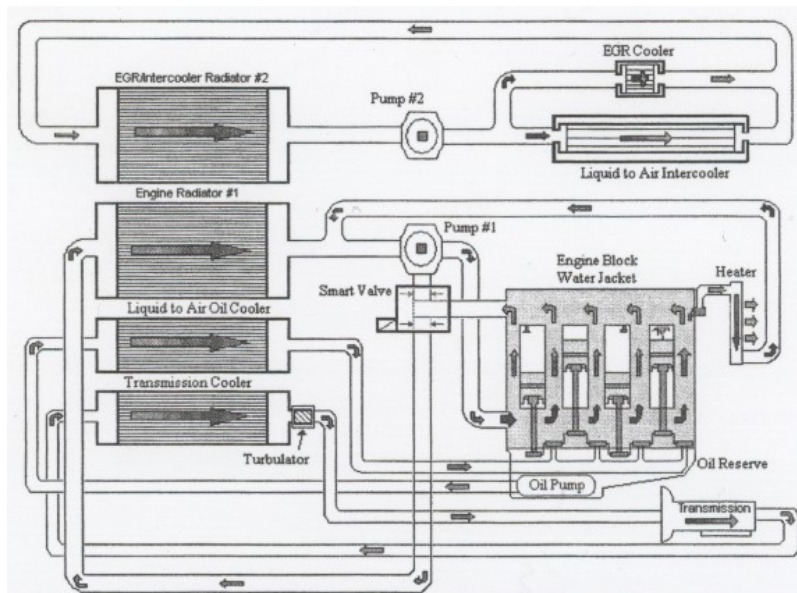 EGR/Intercooler Radiator #2
EGR Cooler
Pump #2
Liquid to Air Intercooler
Engine Radiator #1
Pump #1
Engine Block
Water Jacket
Heater
Smart Valve
Liquid to Air Oil Cooler
Transmission Cooler
Turbulator
Oil Reserve
Oil Pump
Transmission